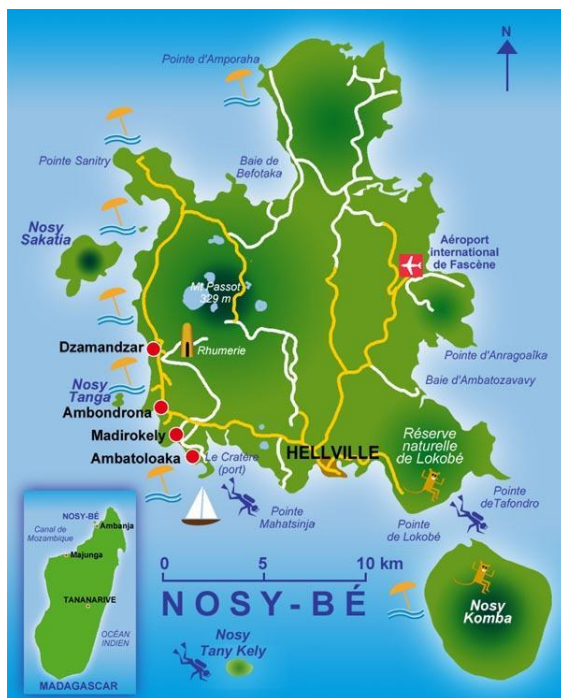 N
Pointe d'Amporaha
Pointe Sanitry
Baie de
Befotaka
Nosy
Sakatia
Aéroport
international
de Fascène
Mt Passot
329 m
Dzamandzar
Rhumerie
Pointe d'Anragoaïka
Nosy
Tanga
Baie d'Ambatozavavy
Ambondrona
Madirokely
Ambatoloaka
Le Cratère
(port)
HELLVILLE
Réserve
naturelle
de Lokobé
Pointe
Mahatsinja
Pointe
de Lokobé
Pointe
deTafondro
NOSY-BÉ
Ambanja
Canal de
Mozambique
Majunga
TANANARIVE
OCÉAN
INDIEN
MADAGASCAR
0 5 10 km
NOSY-BÉ
Nosy
Komba
Nosy
Tany Kely